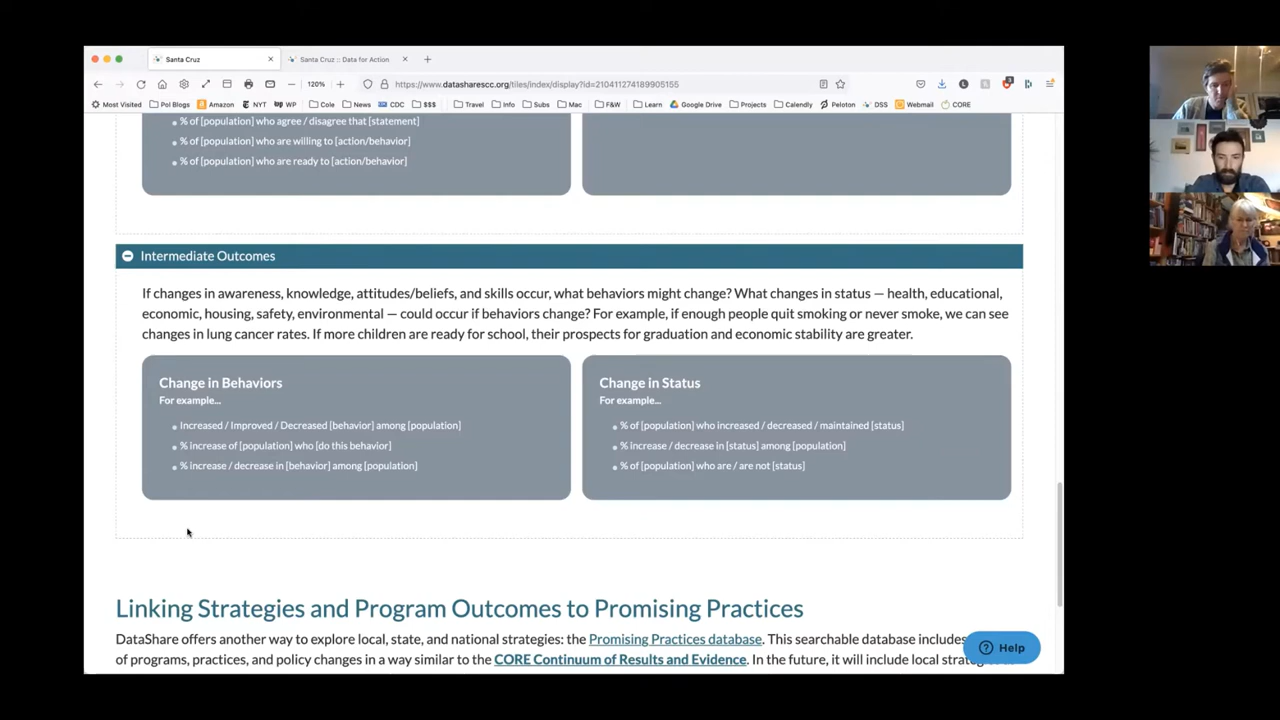 Santa Cruz
Santa Cruz :: Data for Action
120%
https://www.datasharescc.org/tiles/index/display?id=210411274189905155
3
Most Visited
Pol Blogs
Amazon
NYT
WP
Cole
News
CDC
$$$
Travel
Info
Subs
Mac
F&W
Learn
Google Drive
Projects
Calendly
Peloton
DSS
Webmail
CORE
% of [population] who agree / disagree that [statement]
% of [population] who are willing to [action/behavior]
% of [population] who are ready to [action/behavior]
Intermediate Outcomes
If changes in awareness, knowledge, attitudes/beliefs, and skills occur, what behaviors might change? What changes in status — health, educational,
economic, housing, safety, environmental — could occur if behaviors change? For example, if enough people quit smoking or never smoke, we can see
changes in lung cancer rates. If more children are ready for school, their prospects for graduation and economic stability are greater.
Change in Behaviors
For example...
Increased / Improved / Decreased [behavior] among [population]
% increase of [population] who [do this behavior]
% increase / decrease in [behavior] among [population]
Change in Status
For example...
% of [population] who increased / decreased / maintained [status]
% increase / decrease in [status] among [population]
% of [population] who are / are not [status]
Linking Strategies and Program Outcomes to Promising Practices
DataShare offers another way to explore local, state, and national strategies: the Promising Practices database. This searchable database includes
of programs, practices, and policy changes in a way similar to the CORE Continuum of Results and Evidence. In the future, it will include local
Help